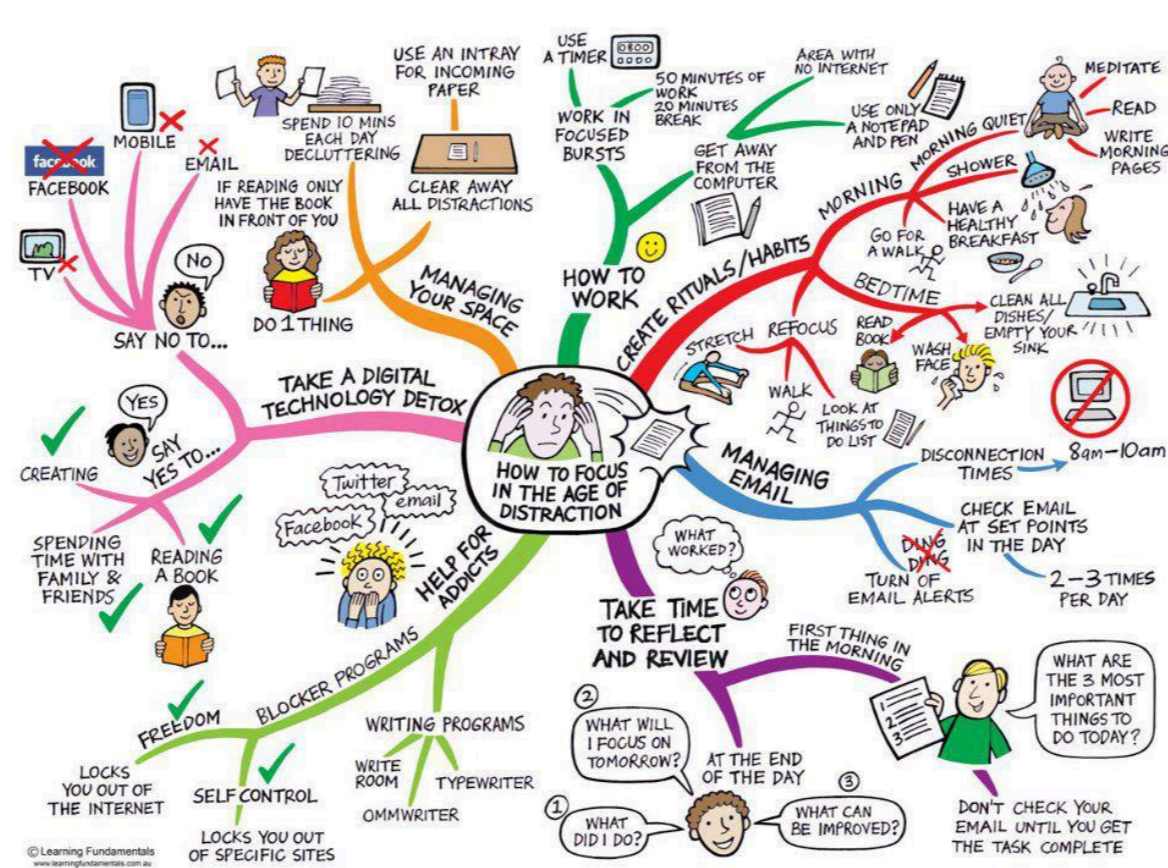 HOW TO FOCUS
IN THE AGE OF
DISTRACTION
MANAGING
YOUR SPACE
SPEND 10 MINS
EACH DAY
DECLUTTERING
USE AN INTRAY
FOR INCOMING
PAPER
CLEAR AWAY
ALL DISTRACTIONS
IF READING ONLY
HAVE THE BOOK
IN FRONT OF YOU
DO 1 THING
HOW TO
WORK
WORK IN
FOCUSED
BURSTS
USE
A TIMER
0800
50 MINUTES OF
WORK
20 MINUTES
BREAK
GET AWAY
FROM THE
COMPUTER
AREA WITH
NO INTERNET
USE ONLY
A NOTEPAD
AND PEN
CREATE RITUALS/HABITS
MORNING
MORNING QUIET
MEDITATE
READ
WRITE
MORNING
PAGES
SHOWER
HAVE A
HEALTHY
BREAKFAST
GO FOR
A WALK
BEDTIME
CLEAN ALL
DISHES/
EMPTY YOUR
SINK
WASH
FACE
READ
BOOK
REFOCUS
STRETCH
WALK
LOOK AT
THINGS TO
DO LIST
MANAGING
EMAIL
DISCONNECTION
TIMES
8am-10am
CHECK EMAIL
AT SET POINTS
IN THE DAY
2-3 TIMES
PER DAY
DING
DING
TURN OF
EMAIL ALERTS
TAKE TIME
TO REFLECT
AND REVIEW
WHAT
WORKED?
FIRST THING IN
THE MORNING
1
2
3
WHAT ARE
THE 3 MOST
IMPORTANT
THINGS TO
DO TODAY?
DON'T CHECK YOUR
EMAIL UNTIL YOU GET
THE TASK COMPLETE
AT THE END
OF THE DAY
1
WHAT
DID I DO?
2
WHAT WILL
I FOCUS ON
TOMORROW?
3
WHAT CAN
BE IMPROVED?
HELP FOR
ADDICTS
Twitter
email
Facebook
BLOCKER PROGRAMS
FREEDOM
LOCKS
YOU OUT OF
THE INTERNET
SELF CONTROL
LOCKS YOU OUT
OF SPECIFIC SITES
WRITING PROGRAMS
WRITE
ROOM
OMMWRITER
TYPEWRITER
TAKE A DIGITAL
TECHNOLOGY DETOX
SAY NO TO...
NO
TV
facebook
FACEBOOK
MOBILE
EMAIL
SAY
YES TO...
YES
CREATING
SPENDING
TIME WITH
FAMILY &
FRIENDS
READING
A BOOK
© Learning Fundamentals
www.learningfundamentals.com.au